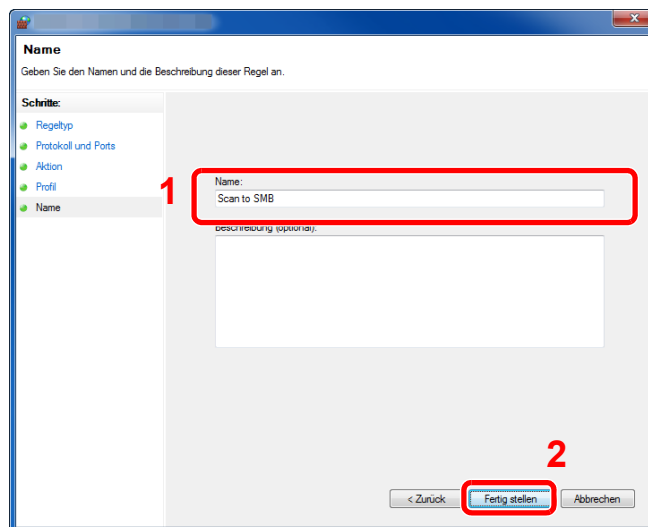 Name
Geben Sie den Namen und die Beschreibung dieser Regel an.
Schritte:
Regeltyp
Protokoll und Ports
Aktion
Profil
Name
1
Name:
Scan to SMB
Beschreibung (optional):
2
< Zurück
Fertig stellen
Abbrechen